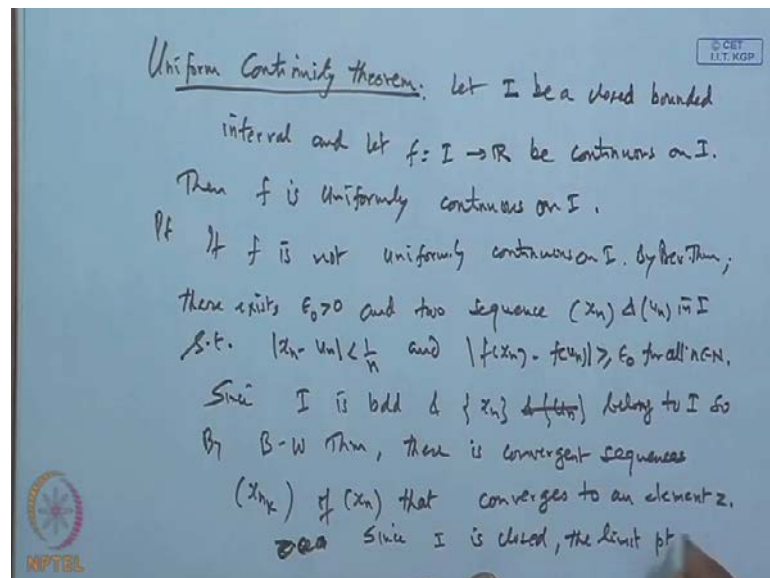 © CET
I.I.T. KGP
Uniform Continuity theorem: Let I be a closed bounded
interval and let f: I → R be continuous on I.
Then f is uniformly continuous on I.
Pf If f is not uniformly continuous on I. By Prev. Thm,
there exists ε₀>0 and two sequence (xₙ) & (uₙ) in I
s.t. |xₙ - uₙ| < 1/n and |f(xₙ) - f(uₙ)| ≥ ε₀ for all n∈N.
Since I is bdd & {xₙ} & {uₙ} belong to I so
By B-W Thm, there is convergent sequences
(xₙₖ) of (xₙ) that converges to an element z.
Since I is closed, the limit pt
NPTEL